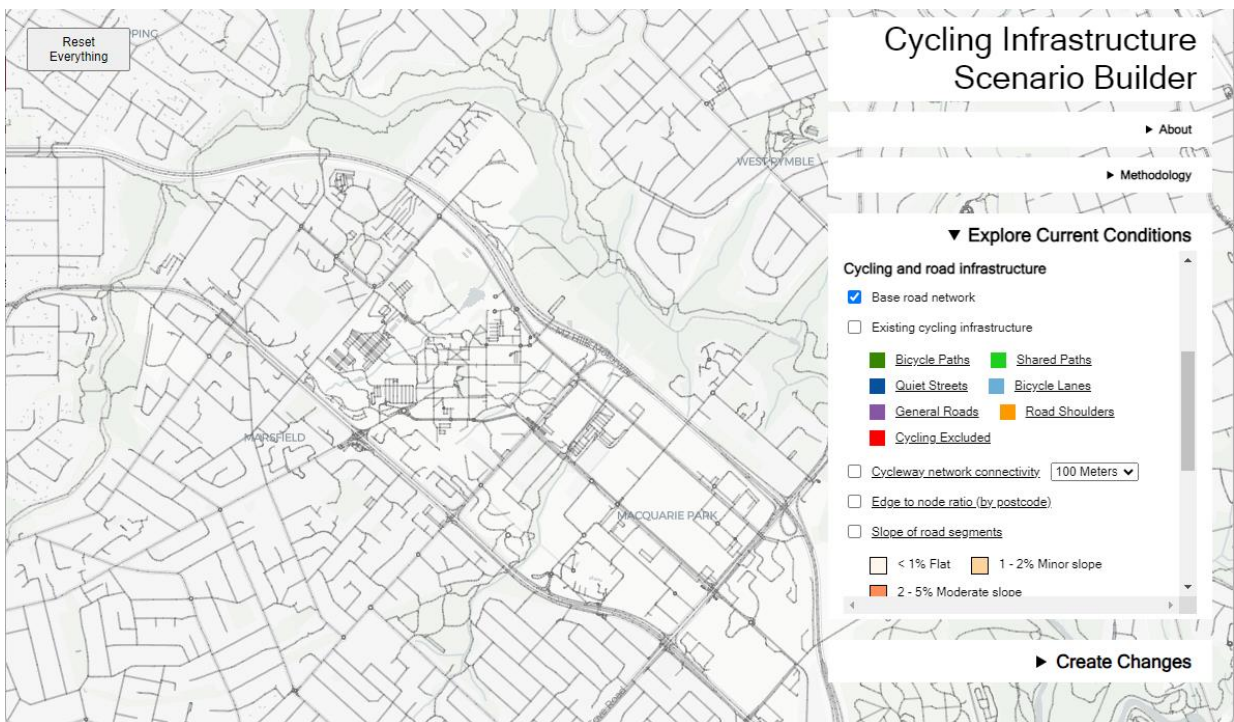 Reset
Everything
PING
Cycling Infrastructure
Scenario Builder
► About
WEST PYMBLE
► Methodology
▼ Explore Current Conditions
Cycling and road infrastructure
Base road network
Existing cycling infrastructure
Bicycle Paths Shared Paths
Quiet Streets Bicycle Lanes
General Roads Road Shoulders
Cycling Excluded
MARSFIELD
Cycleway network connectivity 100 Meters
Edge to node ratio (by postcode)
MACQUARIE PARK
Slope of road segments
< 1% Flat 1 - 2% Minor slope
2 - 5% Moderate slope
► Create Changes
Road